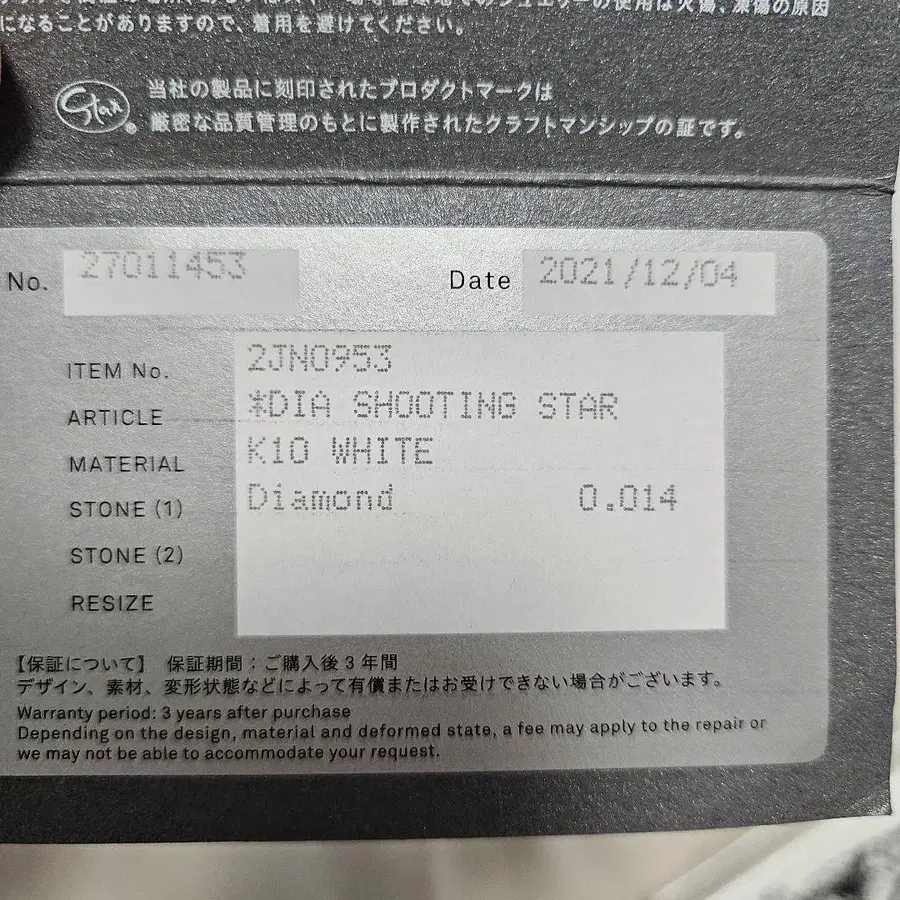 になることがありますので、着用を避けてください。
Star®
当社の製品に刻印されたプロダクトマークは
厳密な品質管理のもとに製作されたクラフトマンシップの証です。
No. 27011453 Date 2021/12/04
ITEM No. 2JN0953
ARTICLE *DIA SHOOTING STAR
MATERIAL K10 WHITE
STONE (1) Diamond 0.014
STONE (2)
RESIZE
【保証について】 保証期間：ご購入後3年間
デザイン、素材、変形状態などによって有償またはお受けできない場合がございます。
Warranty period: 3 years after purchase
Depending on the design, material and deformed state, a fee may apply to the repair or
we may not be able to accommodate your request.